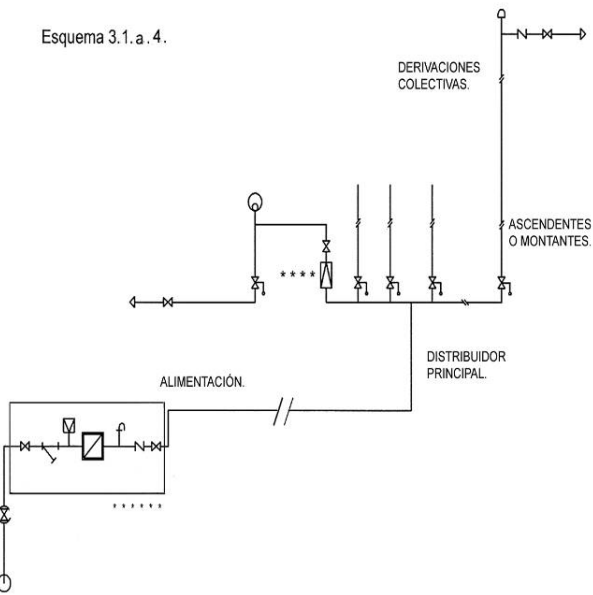 Esquema 3.1.a.4.
DERIVACIONES
COLECTIVAS.
ASCENDENTES
O MONTANTES.
* * * *
DISTRIBUIDOR
PRINCIPAL.
ALIMENTACIÓN.
* * * * * *